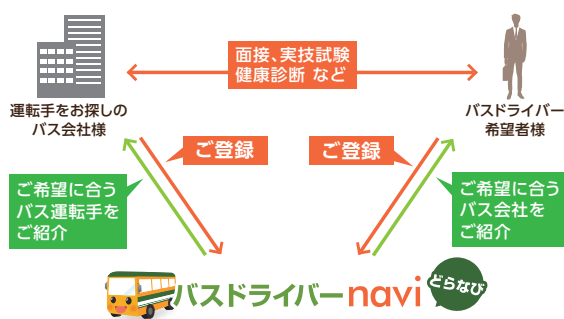 面接、実技試験
健康診断 など
運転手をお探しの
バス会社様
バスドライバー
希望者様
ご登録
ご登録
ご希望に合う
バス運転手を
ご紹介
ご希望に合う
バス会社を
ご紹介
バスドライバーnavi
どらなび